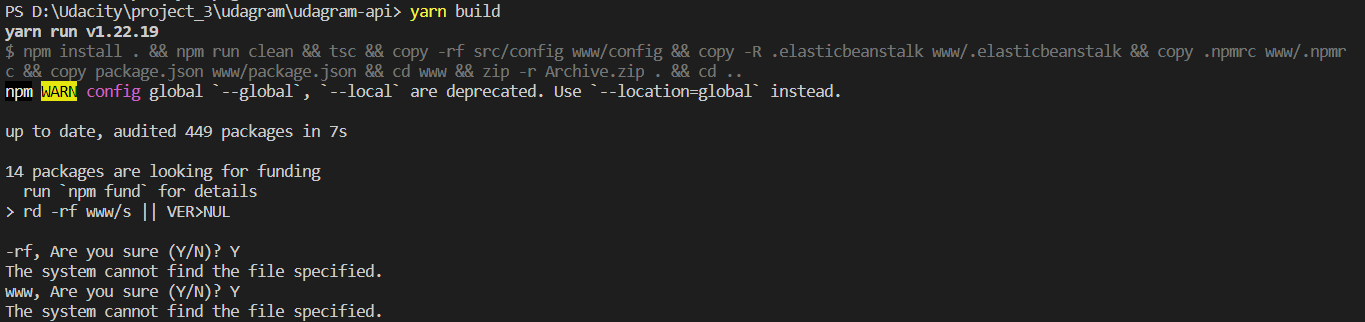 PS D:\Udacity\project_3\udagram\udagram-api> yarn build
yarn run v1.22.19
$ npm install . && npm run clean && tsc && copy -rf src/config www/config && copy -R .elasticbeanstalk www/.elasticbeanstalk && copy .npmrc www/.npmr
c && copy package.json www/package.json && cd www && zip -r Archive.zip . && cd ..
npm WARN config global `--global`, `--local` are deprecated. Use `--location=global` instead.
up to date, audited 449 packages in 7s
14 packages are looking for funding
run `npm fund` for details
> rd -rf www/s || VER>NUL
-rf, Are you sure (Y/N)? Y
The system cannot find the file specified.
www, Are you sure (Y/N)? Y
The system cannot find the file specified.